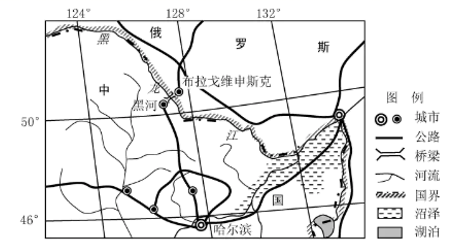 124° 128° 132°
俄 罗 斯
黑
龙
江
中
国
布拉戈维申斯克
黑河
50°
46°
哈尔滨
图 例
城市
公路
桥梁
河流
国界
沼泽
湖泊